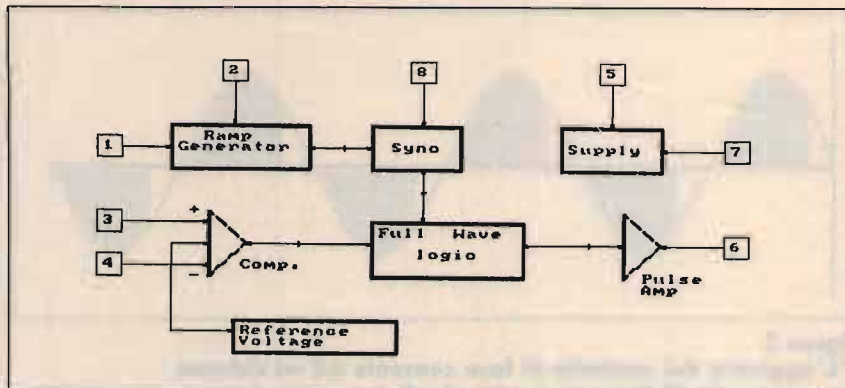 2
8
5
1
Ramp
Generator
Syno
Supply
7
3
+
Full Wave
logio
4
−
Comp.
6
Pulse
Amp
Reference
Voltage